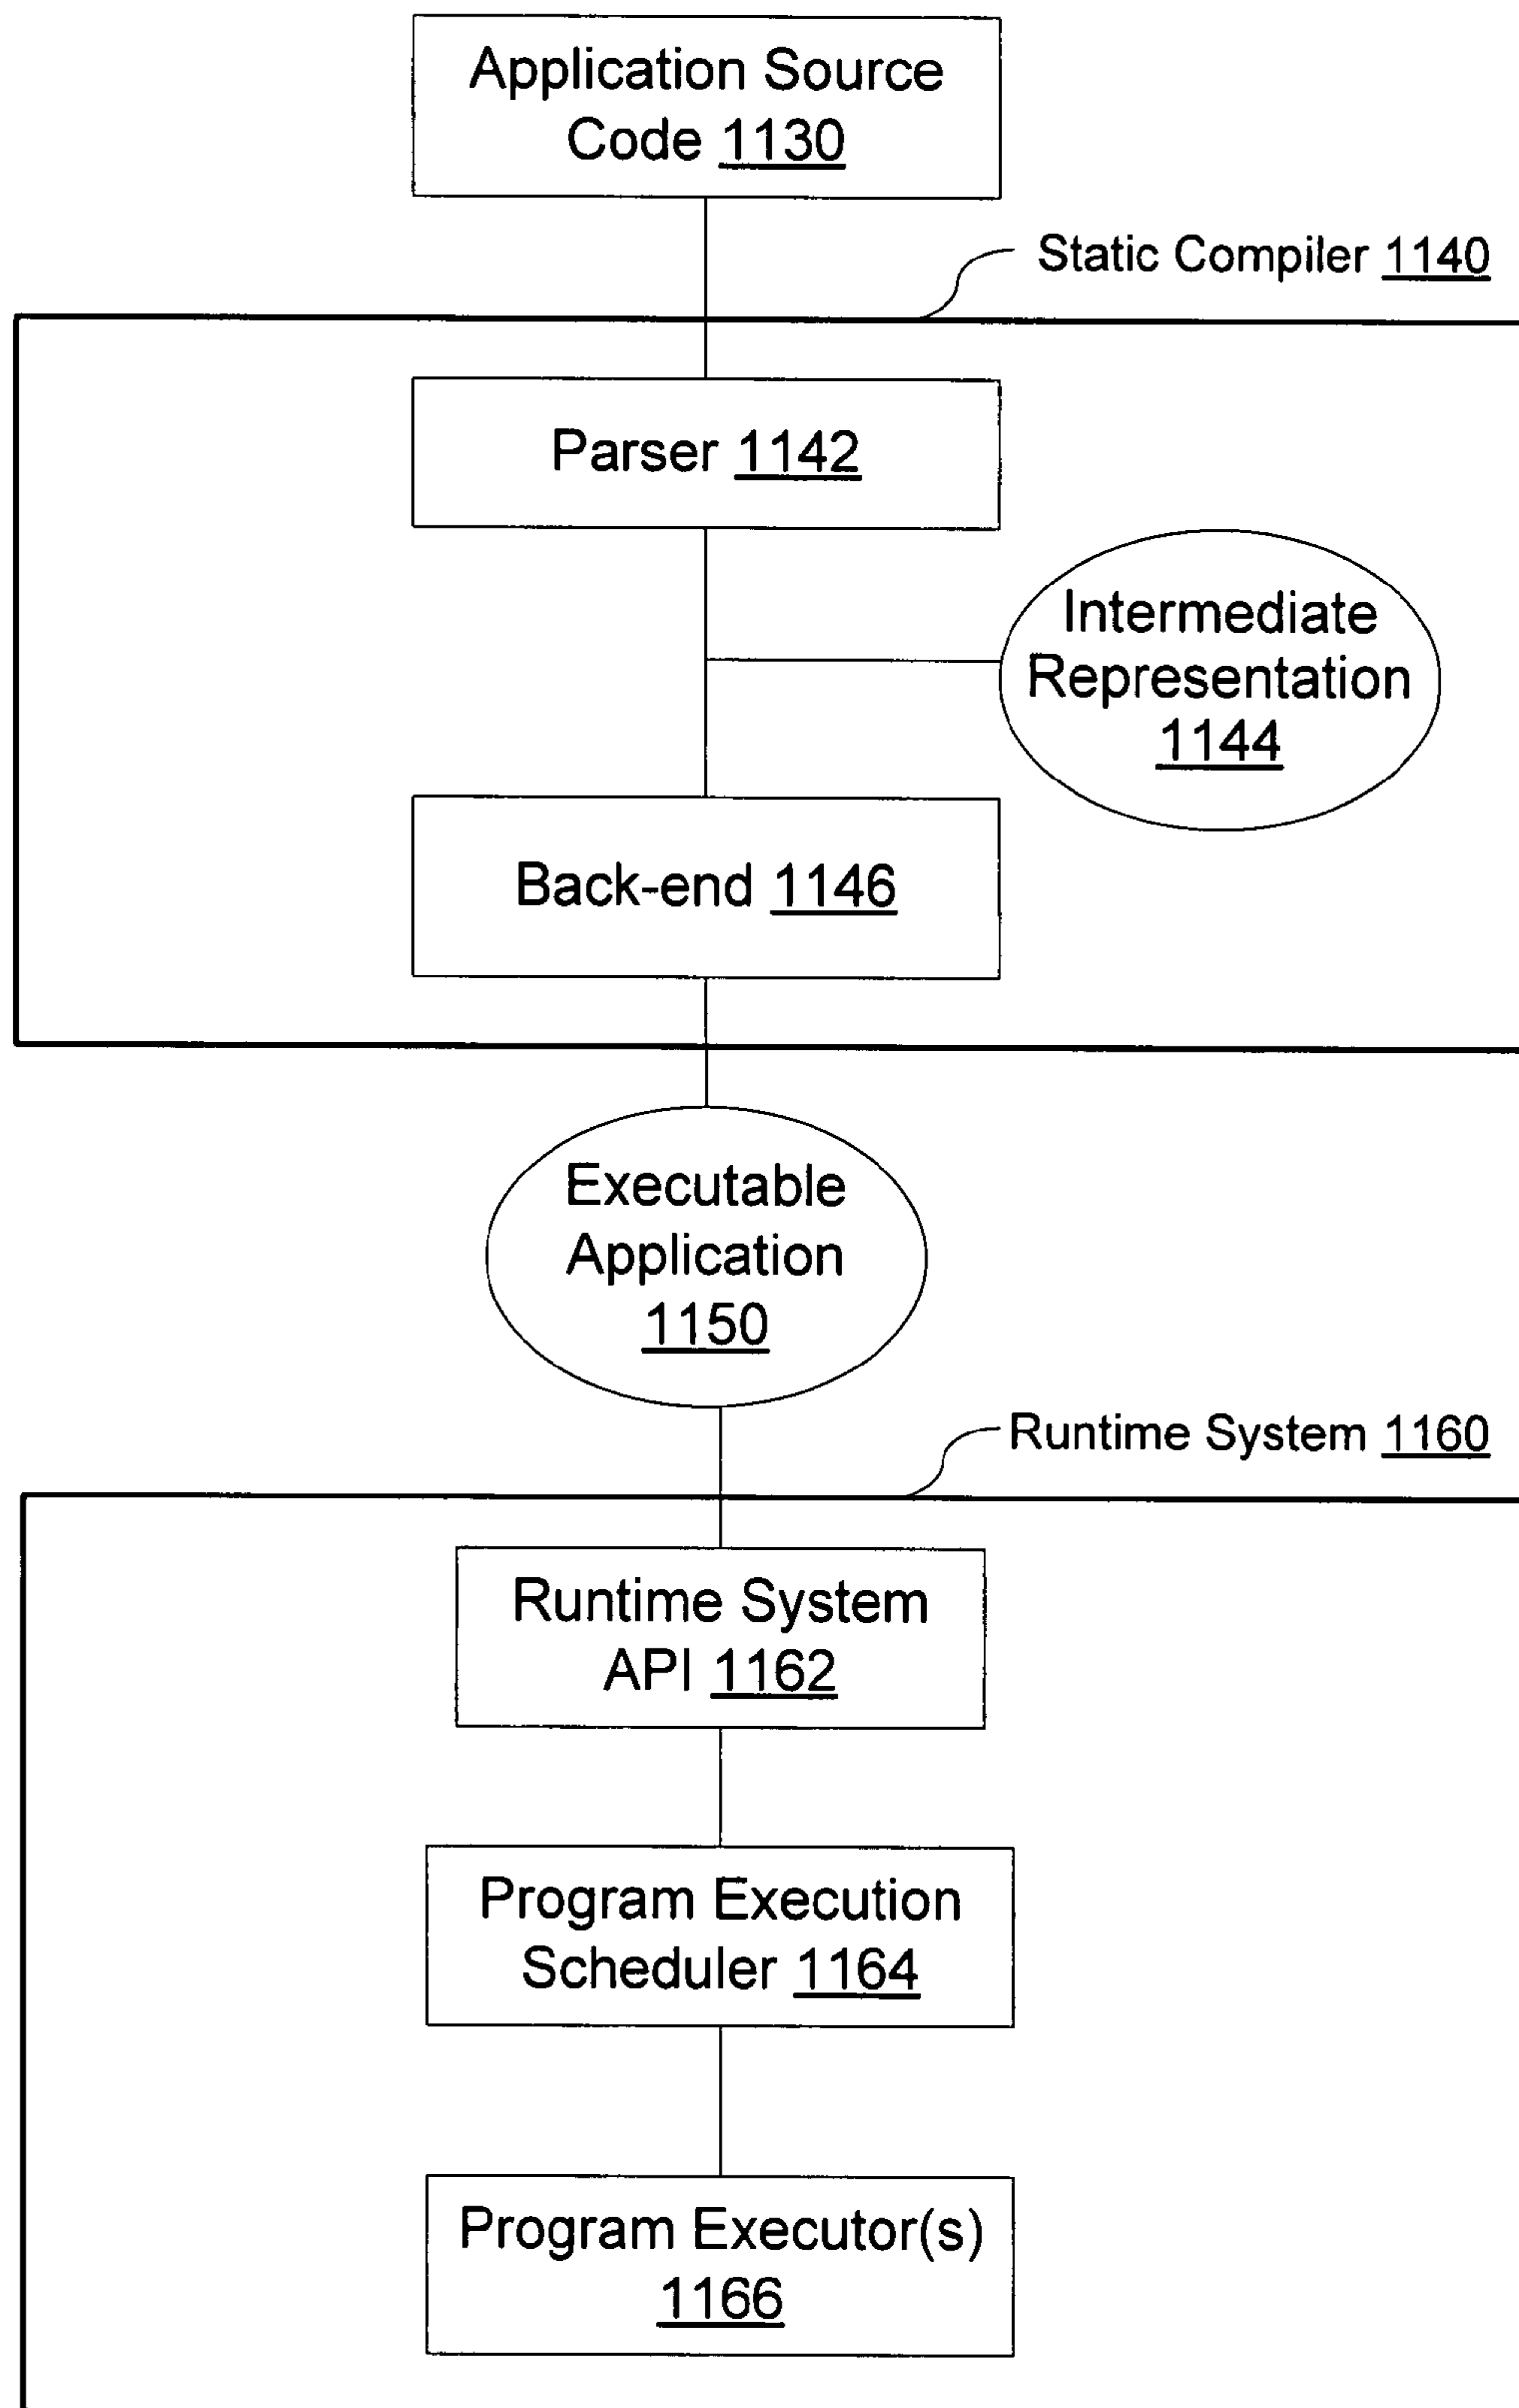 Application Source
Code 1130
Static Compiler 1140
Parser 1142
Intermediate
Representation
1144
Back-end 1146
Executable
Application
1150
Runtime System 1160
Runtime System
API 1162
Program Execution
Scheduler 1164
Program Executor(s)
1166